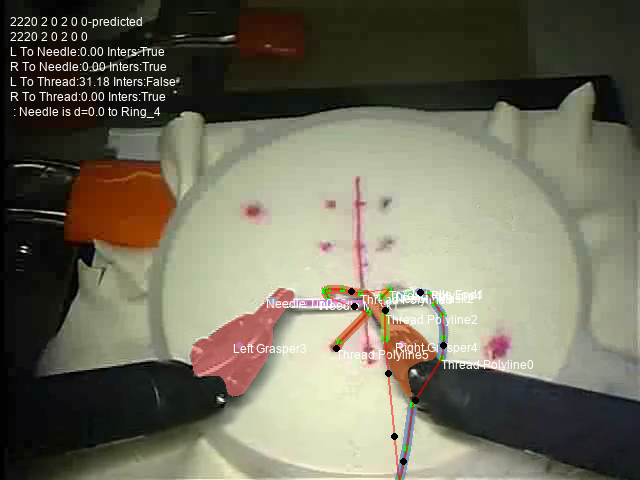 2220 2 0 2 0 0-predicted
2220 2 0 2 0 0
L To Needle:0.00 Inters:True
R To Needle:0.00 Inters:True
L To Thread:31.18 Inters:False
R To Thread:0.00 Inters:True
: Needle is d=0.0 to Ring_4
Needle Tip
Thread Polyline2
Left Grasper3
Right Grasper4
Thread Polyline5
Thread Polyline0